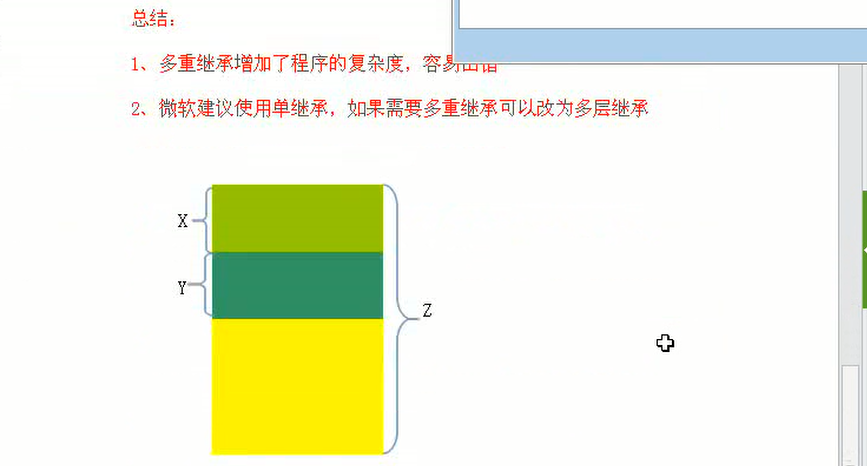 总结：
1、多重继承增加了程序的复杂度，容易出错
2、微软建议使用单继承，如果需要多重继承可以改为多层继承
X
Y
Z